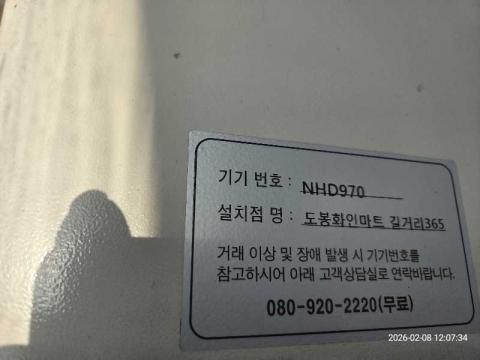 기기 번호 : NHD970
설치점 명 : 도봉화인마트 길거리365
거래 이상 및 장애 발생 시 기기번호를
참고하시어 아래 고객상담실로 연락바랍니다.
080-920-2220(무료)
2026-02-08 12:07:34